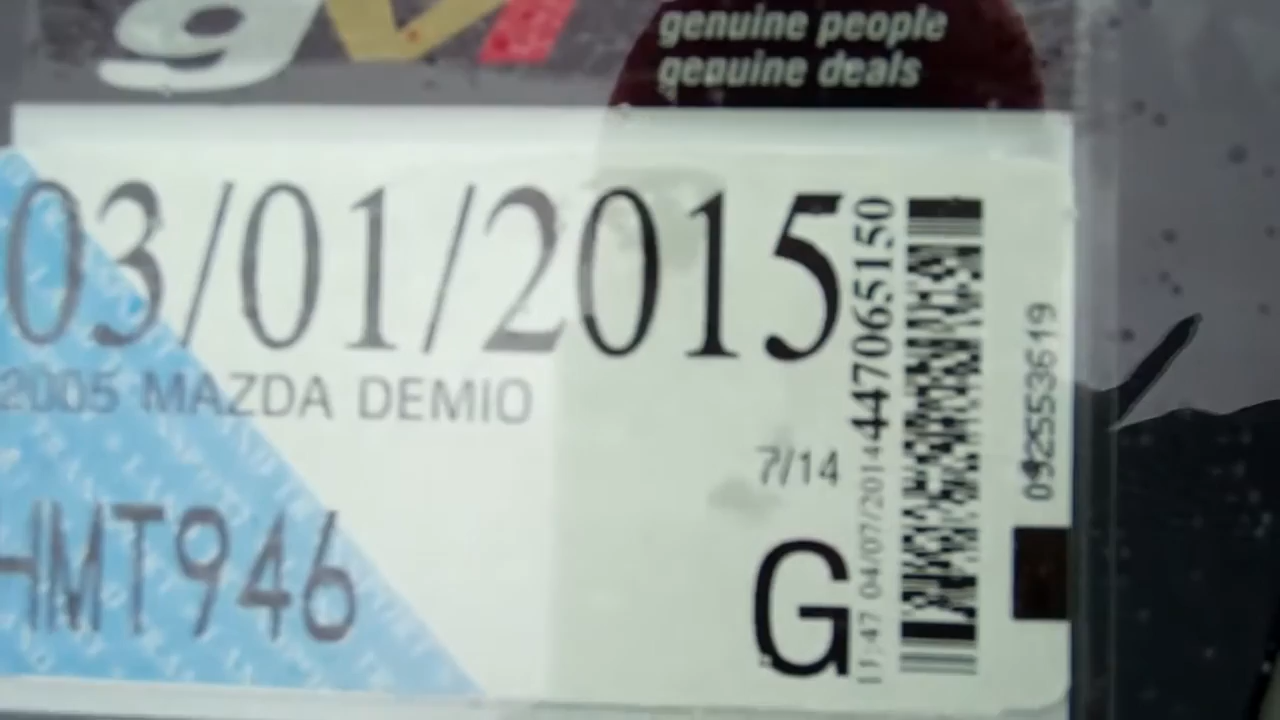 gvi
genuine people
genuine deals
03/01/2015
2005 MAZDA DEMIO
HMT946
7/14
G
11:47 04/07/2014 447065150
092553619